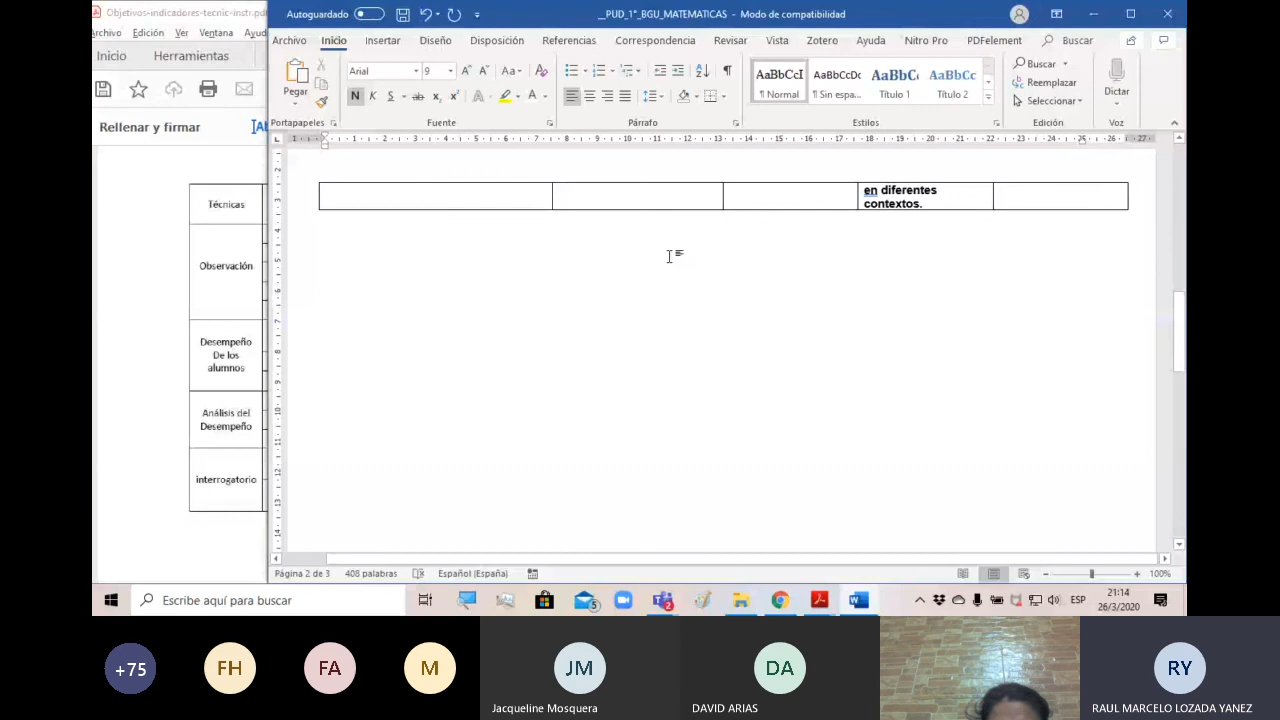 Objetivos-indicadores-tecnic-instr.pdf
Archivo Edición Ver Ventana Ayud
Inicio Herramientas
Rellenar y firmar
Técnicas
Observación
Desempeño
De los
alumnos
Análisis del
Desempeño
interrogatorio
Autoguardado
__PUD_1°_BGU_MATEMATICAS - Modo de compatibilidad
Archivo Inicio Insertar Diseño Disposición Referencias Correspondencia Revisar Vista Zotero Ayuda Nitro Pro PDFelement Buscar
Pegar
Arial 9
N K S
AaBbCcI AaBbCcDc AaBbC AaBbCc
¶ Normal ¶ Sin espa... Título 1 Título 2
Buscar
Reemplazar
Seleccionar
Dictar
Portapapeles Fuente Párrafo Estilos Edición Voz
en diferentes
contextos.
Página 2 de 3 408 palabras Español (España) 100%
Escribe aquí para buscar
5
2
ESP
21:14
26/3/2020
+75
FH
FA
M
JM
Jacqueline Mosquera
DA
DAVID ARIAS
RY
RAUL MARCELO LOZADA YANEZ